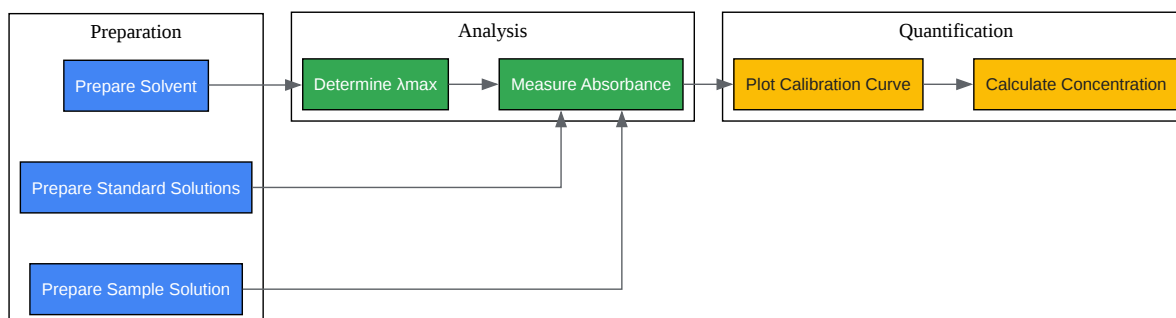 Preparation
Prepare Solvent
Prepare Standard Solutions
Prepare Sample Solution
Analysis
Determine λmax
Measure Absorbance
Quantification
Plot Calibration Curve
Calculate Concentration